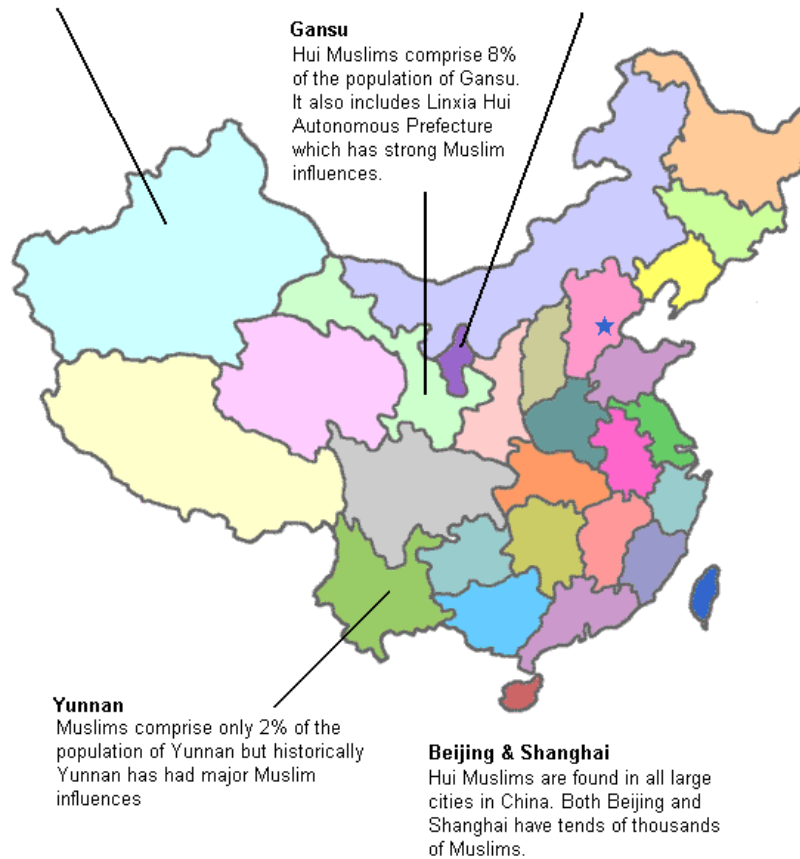 Gansu
Hui Muslims comprise 8%
of the population of Gansu.
It also includes Linxia Hui
Autonomous Prefecture
which has strong Muslim
influences.
Yunnan
Muslims comprise only 2% of the
population of Yunnan but historically
Yunnan has had major Muslim
influences
Beijing & Shanghai
Hui Muslims are found in all large
cities in China. Both Beijing and
Shanghai have tends of thousands
of Muslims.